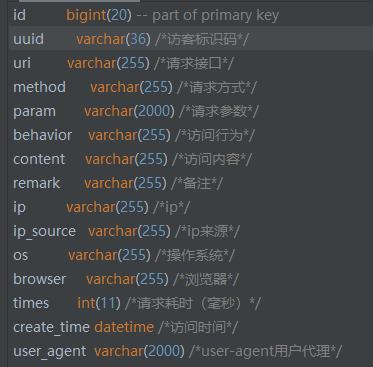 id bigint(20) -- part of primary key
uuid varchar(36) /*访客标识码*/
uri varchar(255) /*请求接口*/
method varchar(255) /*请求方式*/
param varchar(2000) /*请求参数*/
behavior varchar(255) /*访问行为*/
content varchar(255) /*访问内容*/
remark varchar(255) /*备注*/
ip varchar(255) /*ip*/
ip_source varchar(255) /*ip来源*/
os varchar(255) /*操作系统*/
browser varchar(255) /*浏览器*/
times int(11) /*请求耗时（毫秒）*/
create_time datetime /*访问时间*/
user_agent varchar(2000) /*user-agent用户代理*/